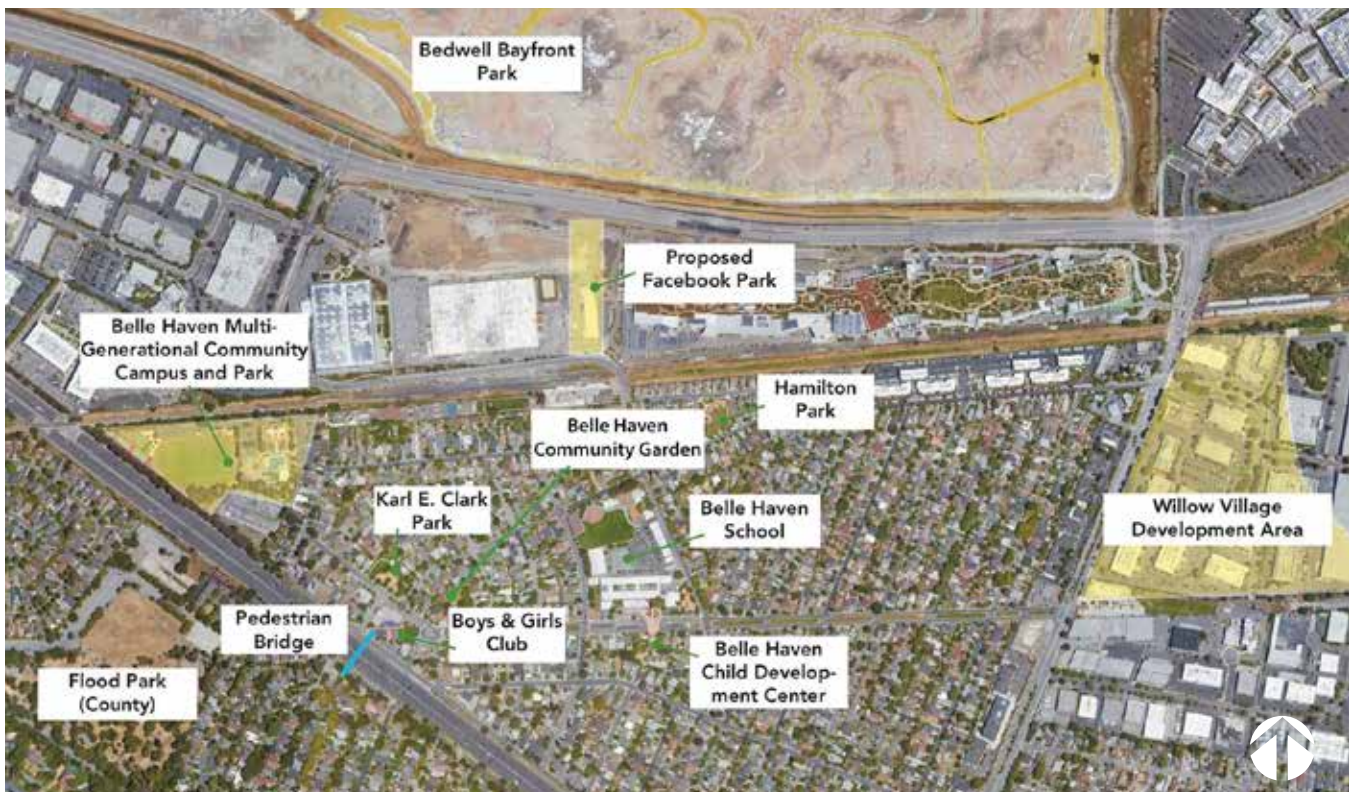 Bedwell Bayfront
Park
Proposed
Facebook Park
Belle Haven Multi-
Generational Community
Campus and Park
Hamilton
Park
Belle Haven
Community Garden
Karl E. Clark
Park
Belle Haven
School
Willow Village
Development Area
Pedestrian
Bridge
Boys & Girls
Club
Belle Haven
Child Develop-
ment Center
Flood Park
(County)